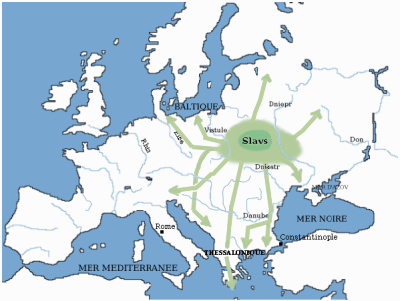 BALTIQUE
Dniepr
Vistule
Elbe
Rhin
Slavs
Don
Dniestr
MER D'AZOV
Danube
MER NOIRE
Rome
Constantinople
THESSALONIQUE
MER MEDITERRANEE